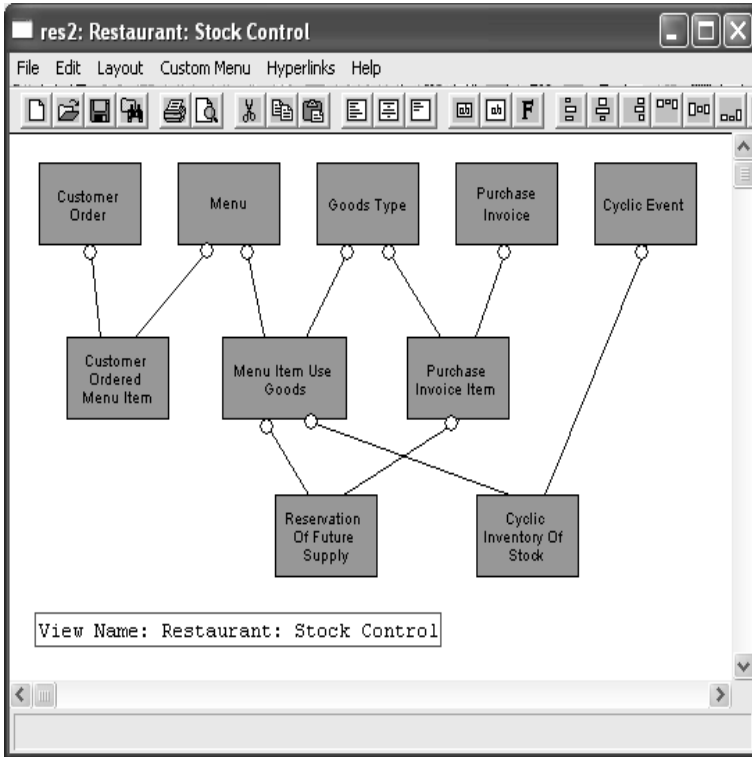 res2: Restaurant: Stock Control
File Edit Layout Custom Menu Hyperlinks Help
ab ab F
Customer
Order
Menu
Goods Type
Purchase
Invoice
Cyclic Event
Customer
Ordered
Menu Item
Menu Item Use
Goods
Purchase
Invoice Item
Reservation
Of Future
Supply
Cyclic
Inventory Of
Stock
View Name: Restaurant: Stock Control